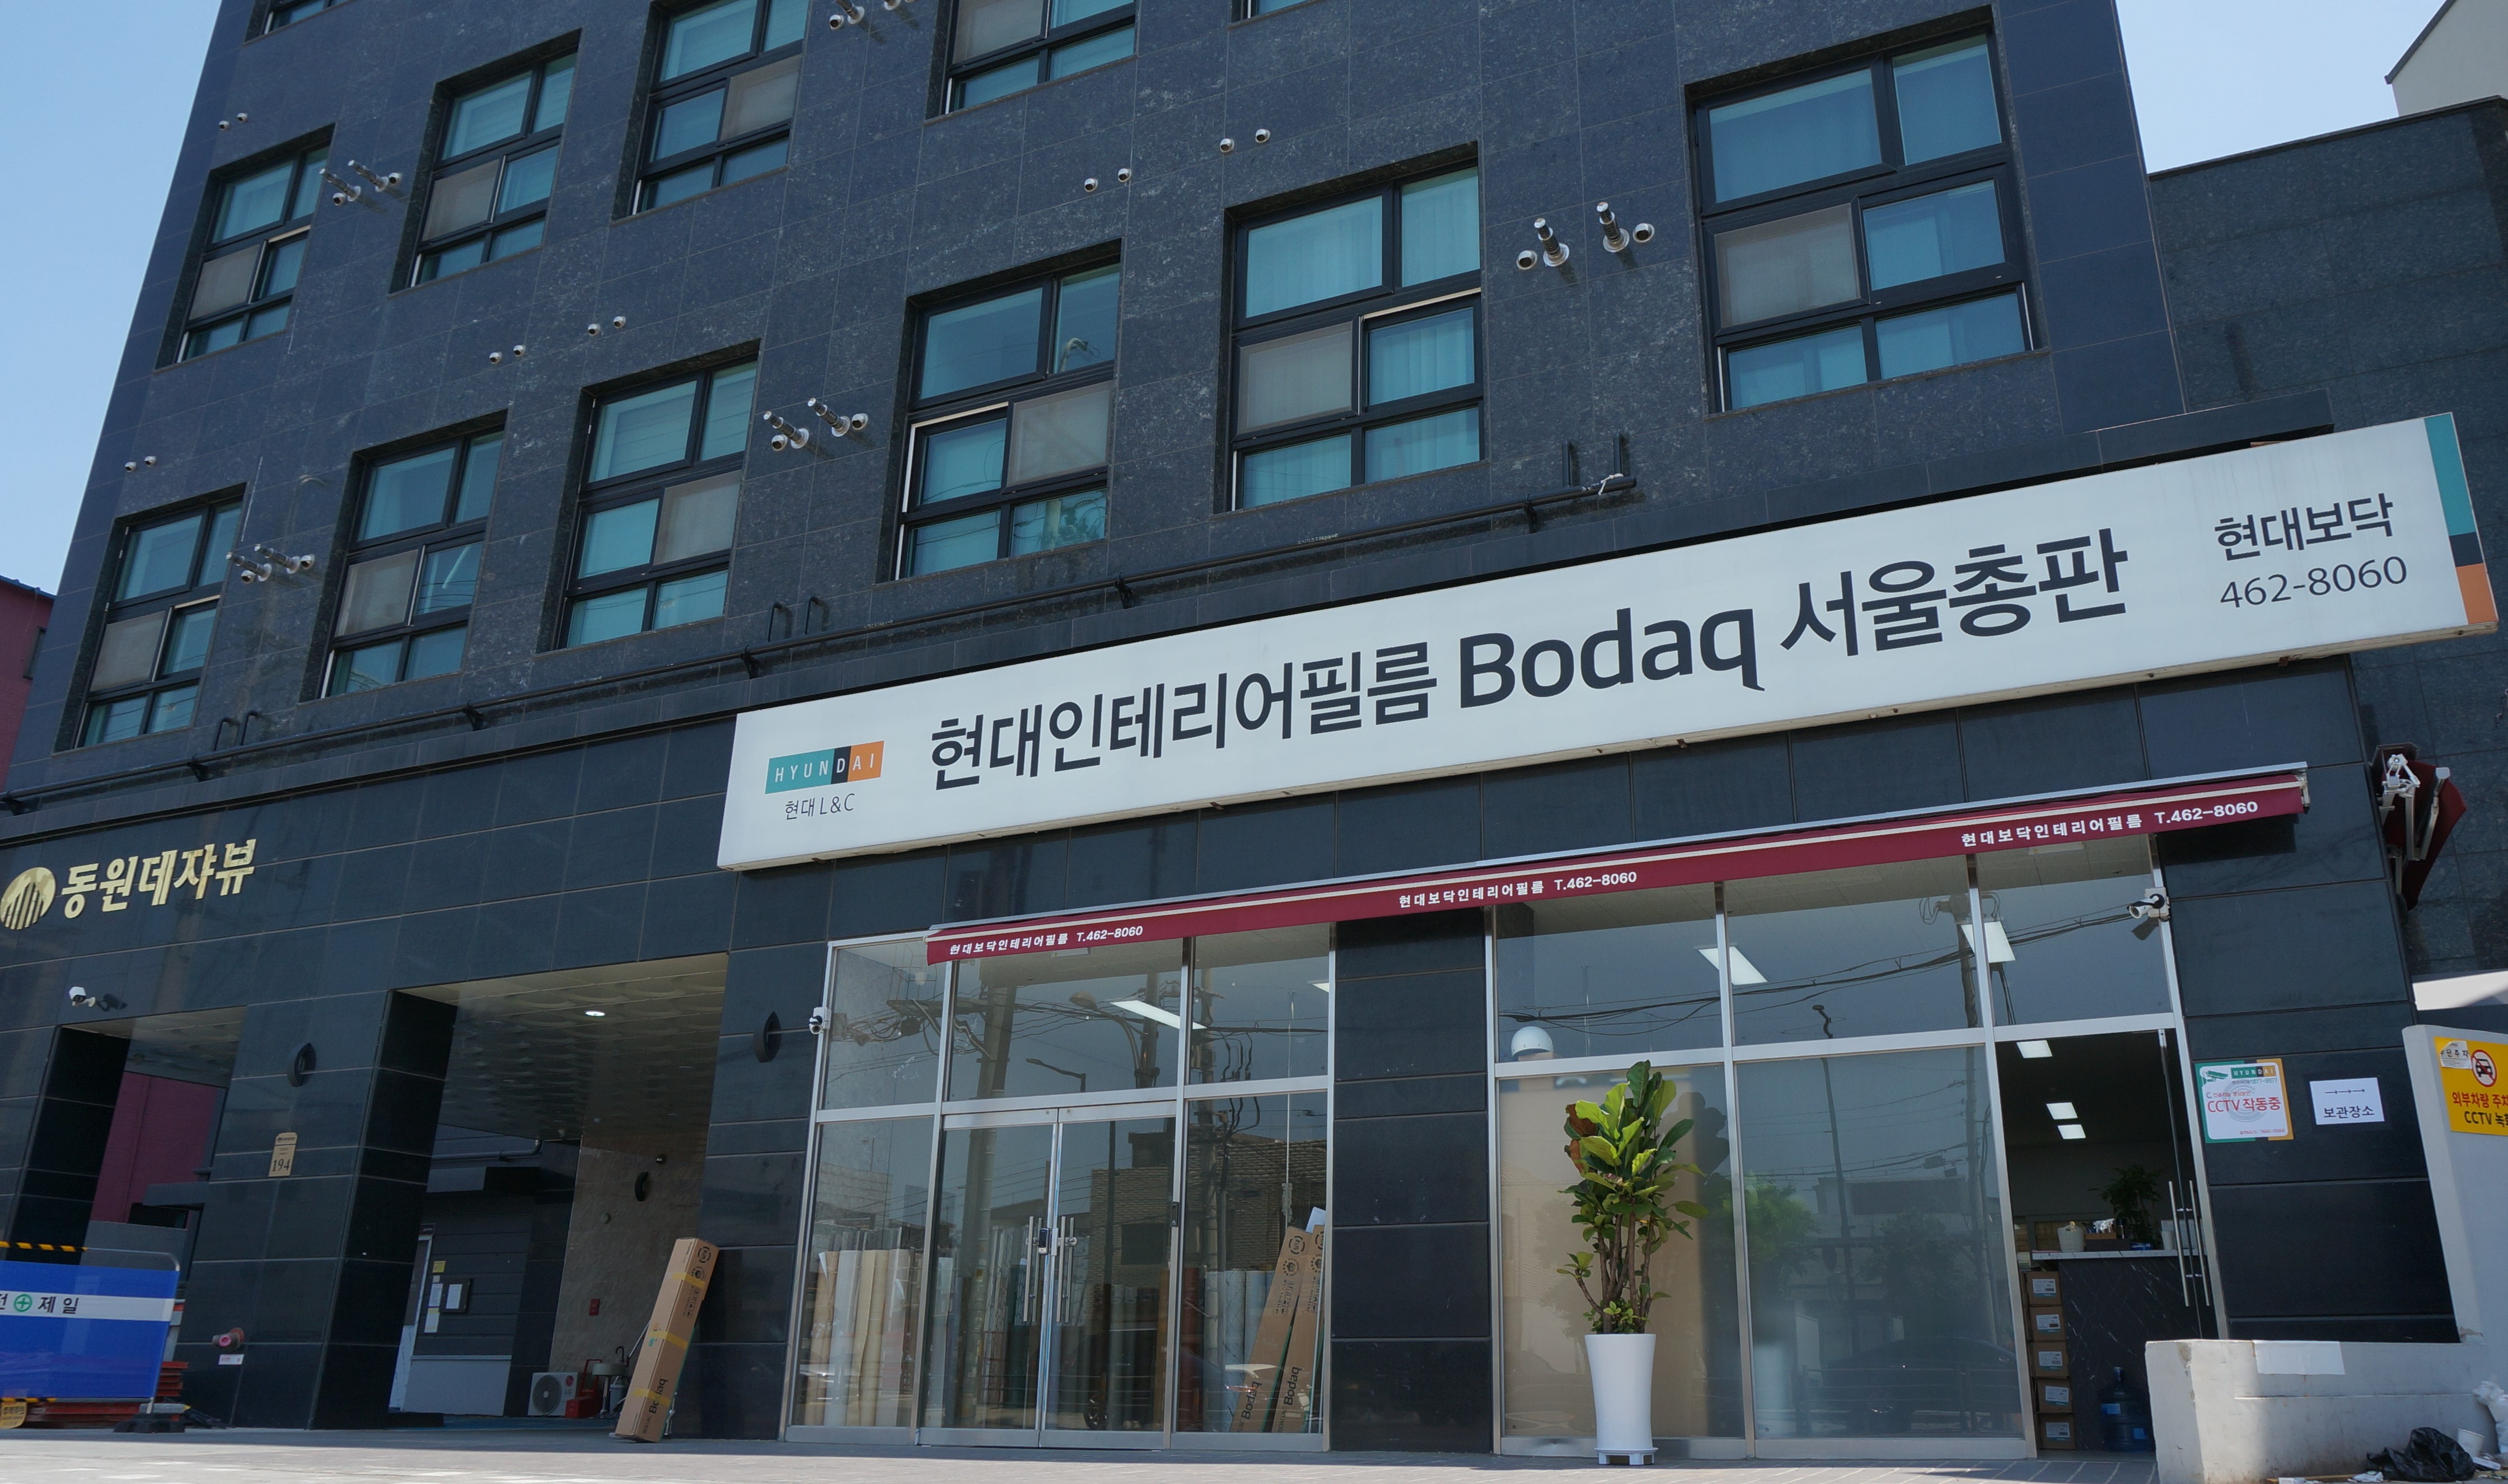 HYUNDAI
현대 L&C
현대인테리어필름 Bodaq 서울총판
현대보닥
462-8060
동원데쟈뷰
현대보닥인테리어필름 T.462-8060
현대보닥인테리어필름 T.462-8060
현대보닥인테리어필름 T.462-8060
194
제일
Bodaq
Bodaq
Bodaq
HYUNDAI
CCTV 작동중
보관장소
외부차량 주차
CCTV 녹